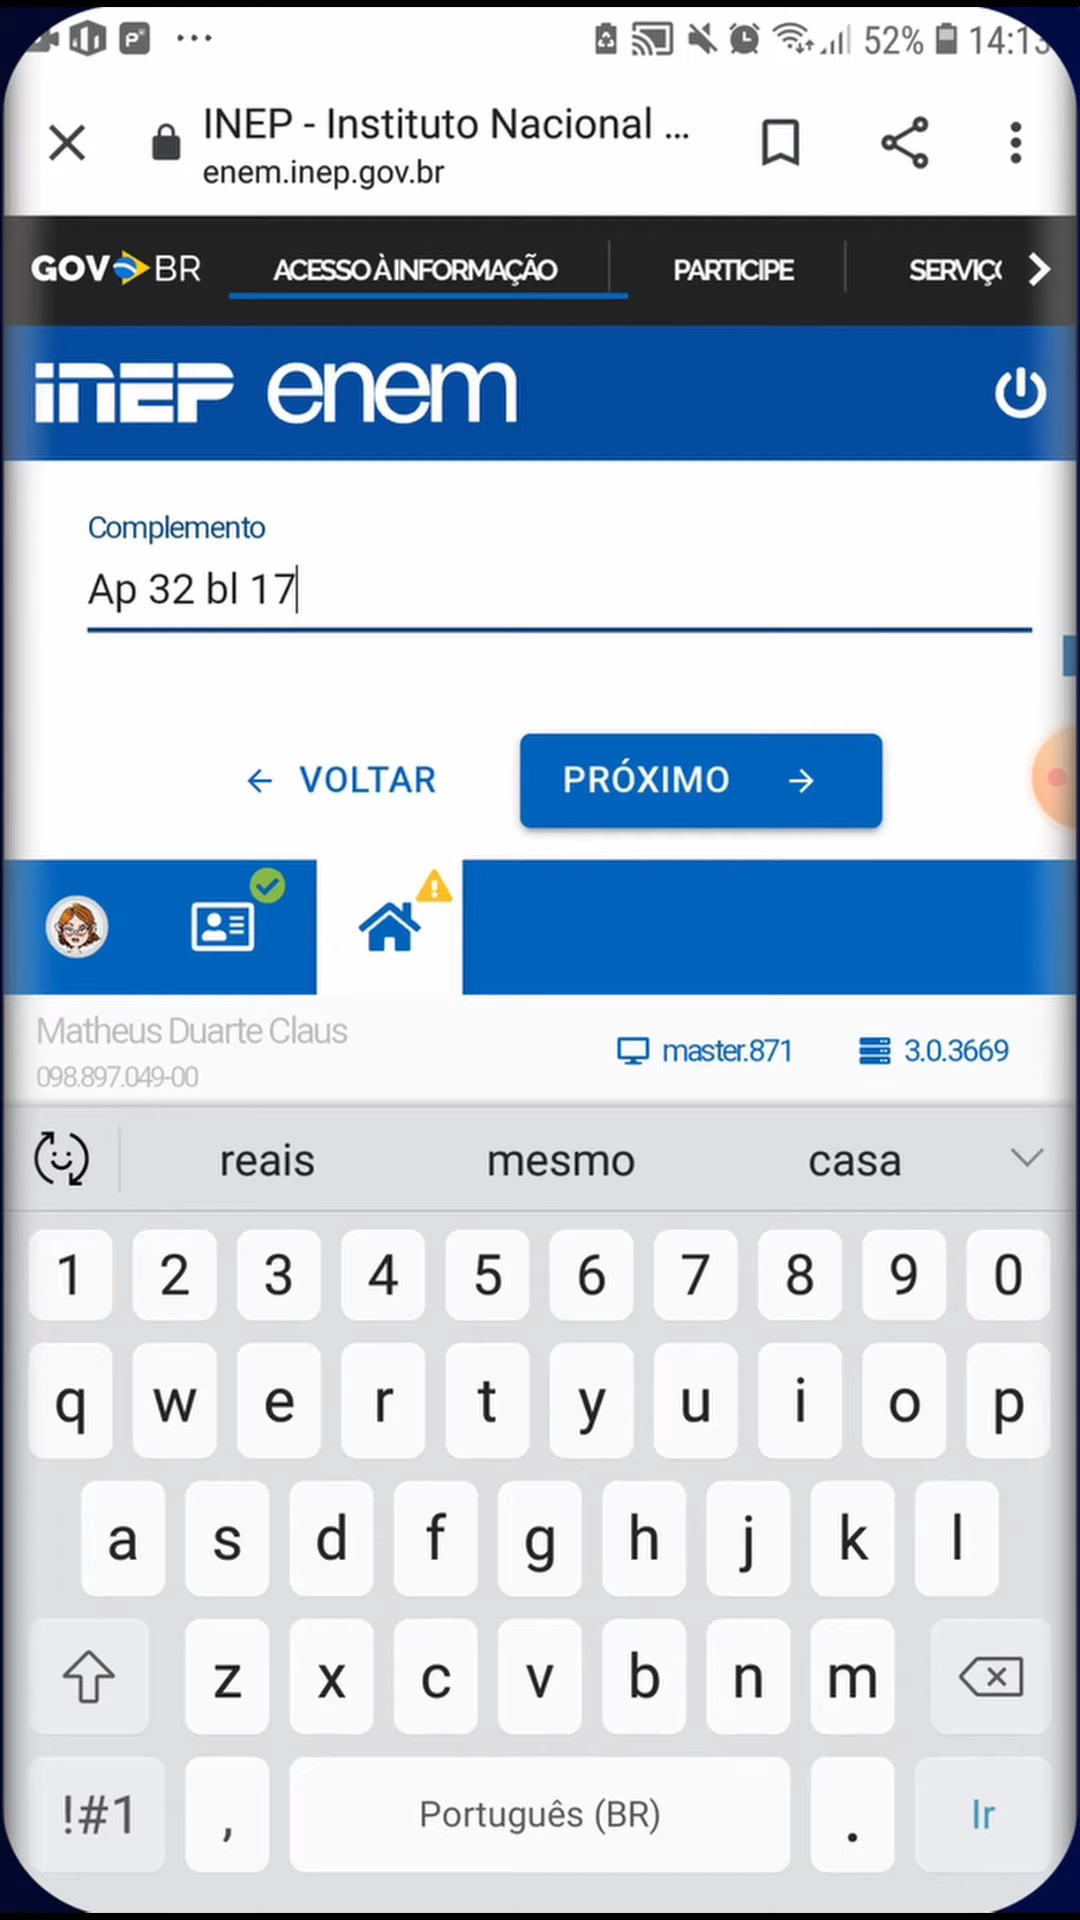 52% 14:13
INEP - Instituto Nacional ...
enem.inep.gov.br
GOV BR ACESSO À INFORMAÇÃO PARTICIPE
INEP enem
Complemento
Ap 32 bl 17
VOLTAR PRÓXIMO
Matheus Duarte Claus
098.897.049-00
master.871 3.0.3669
reais mesmo casa
1 2 3 4 5 6 7 8 9 0
q w e r t y u i o p
a s d f g h j k l
z x c v b n m
!#1 , Português (BR) . Ir